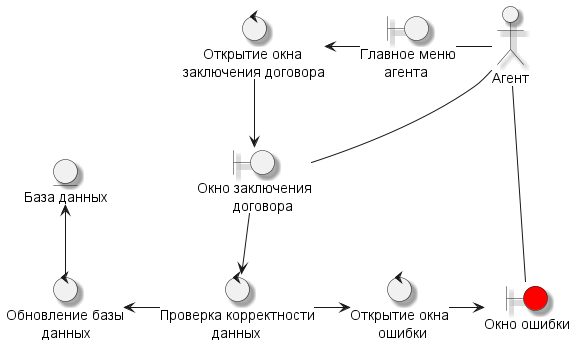 Открытие окна
заключения договора
Главное меню
агента
Агент
База данных
Окно заключения
договора
Обновление базы
данных
Проверка корректности
данных
Открытие окна
ошибки
Окно ошибки